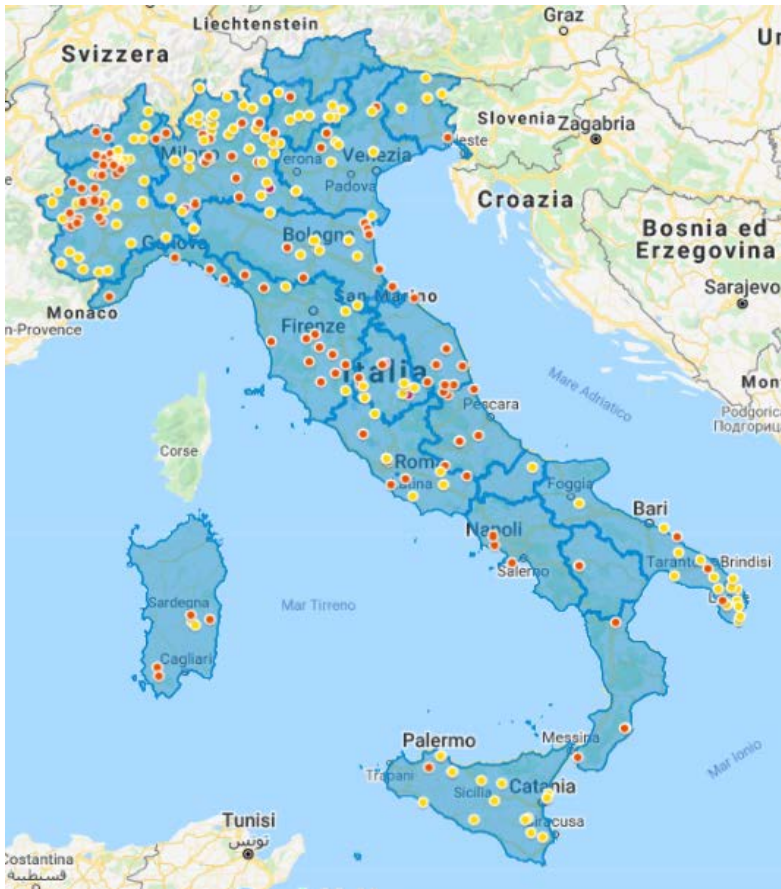 Liechtenstein
Graz
Svizzera
Slovenia
Zagabria
Milano
Verona
Venezia
Padova
Croazia
Bosnia ed
Erzegovina
Genova
Bologna
Sarajevo
Monaco
San Marino
Firenze
Mare Adriatico
Italia
Pescara
Podgorica
Corse
Roma
Latina
Foggia
Bari
Napoli
Salerno
Brindisi
Mar Tirreno
Sardegna
Cagliari
Messina
Palermo
Mar Ionio
Trapani
Sicilia
Catania
Siracusa
Tunisi
تونس
Costantina
قسنطينة